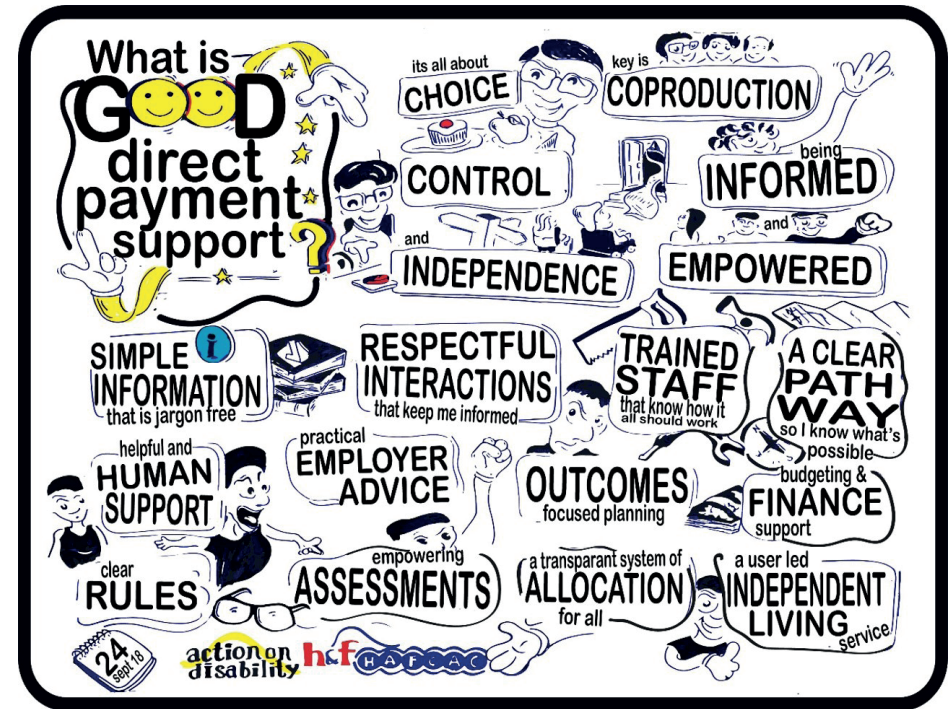 What is
GOOD
direct
payment
support?
its all about
CHOICE
CONTROL
and
INDEPENDENCE
key is
COPRODUCTION
being
INFORMED
and
EMPOWERED
SIMPLE i
INFORMATION
that is jargon free
RESPECTFUL
INTERACTIONS
that keep me informed
TRAINED
STAFF
that know how it
all should work
A CLEAR
PATH
WAY
so I know what's
possible
helpful and
HUMAN
SUPPORT
practical
EMPLOYER
ADVICE
OUTCOMES
focused planning
budgeting &
FINANCE
support
clear
RULES
empowering
ASSESSMENTS
a transparant system of
ALLOCATION
for all
a user led
INDEPENDENT
LIVING
service
24
sept 18
action on
disability
h&f
HAFCAC